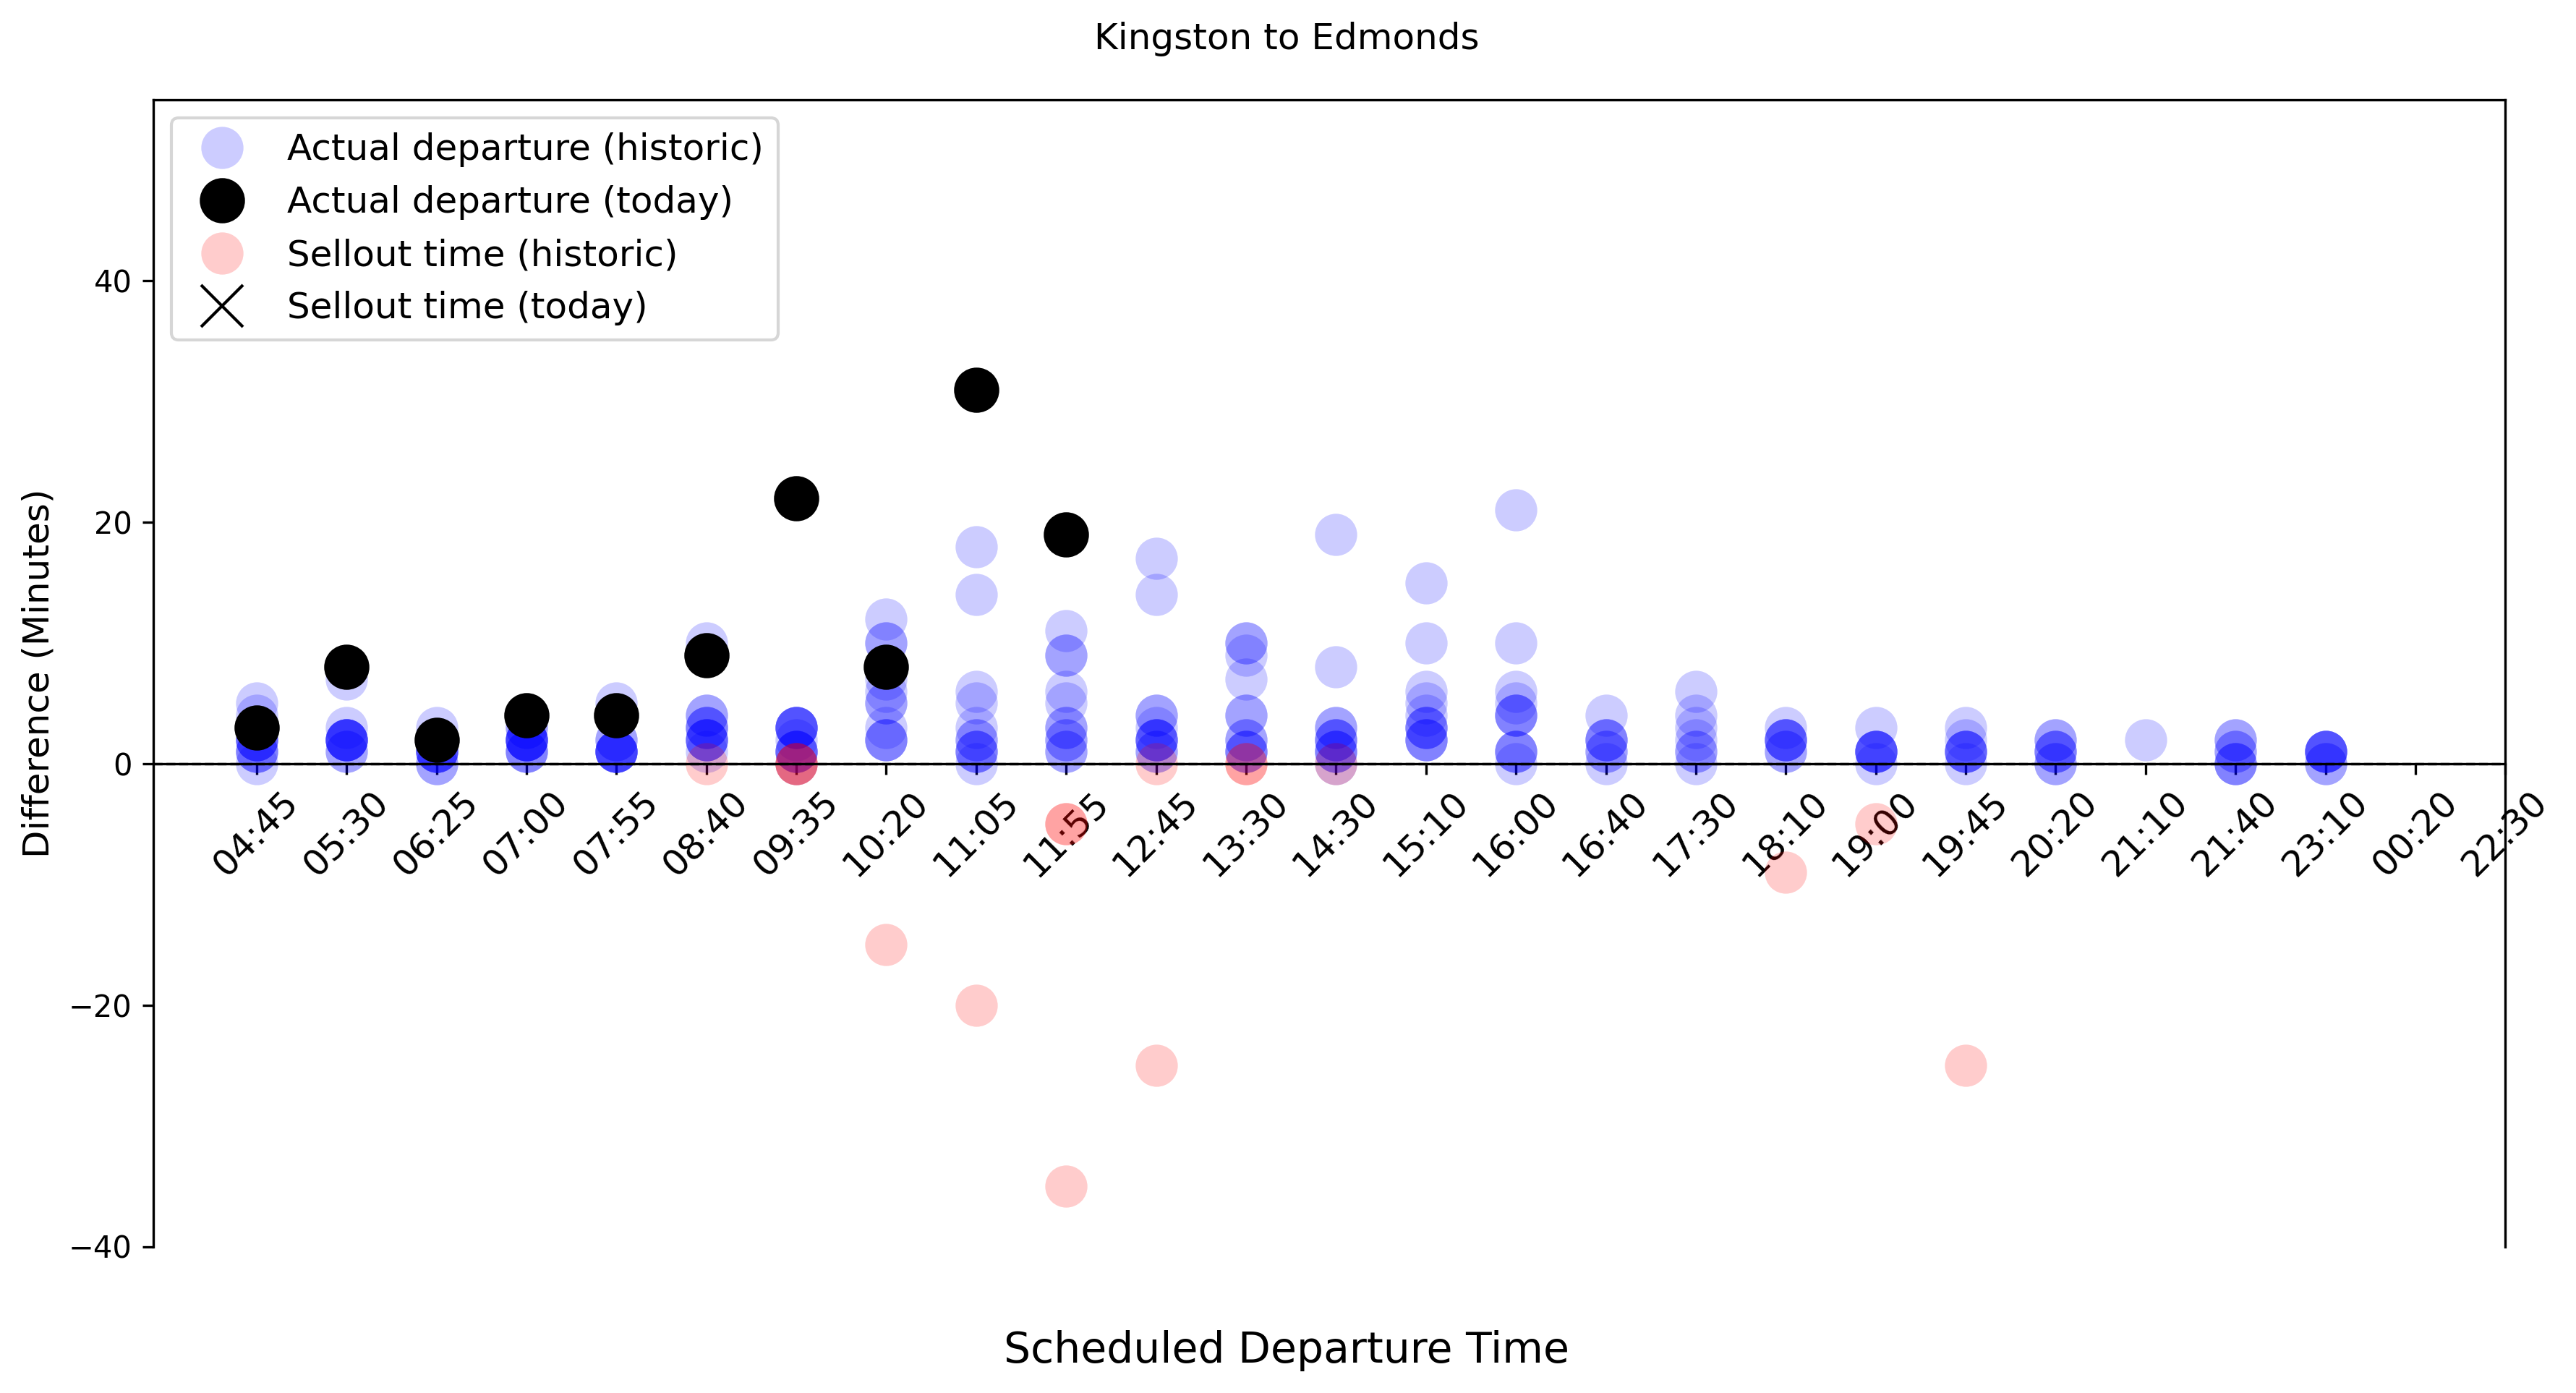 Kingston to Edmonds
Actual departure (historic)
Actual departure (today)
Sellout time (historic)
Sellout time (today)
Difference (Minutes)
40
20
0
−20
−40
04:45 05:30 06:25 07:00 07:55 08:40 09:35 10:20 11:05 11:55 12:45 13:30 14:30 15:10 16:00 16:40 17:30 18:10 19:00 19:45 20:20 21:10 21:40 23:10 00:20 22:30
Scheduled Departure Time